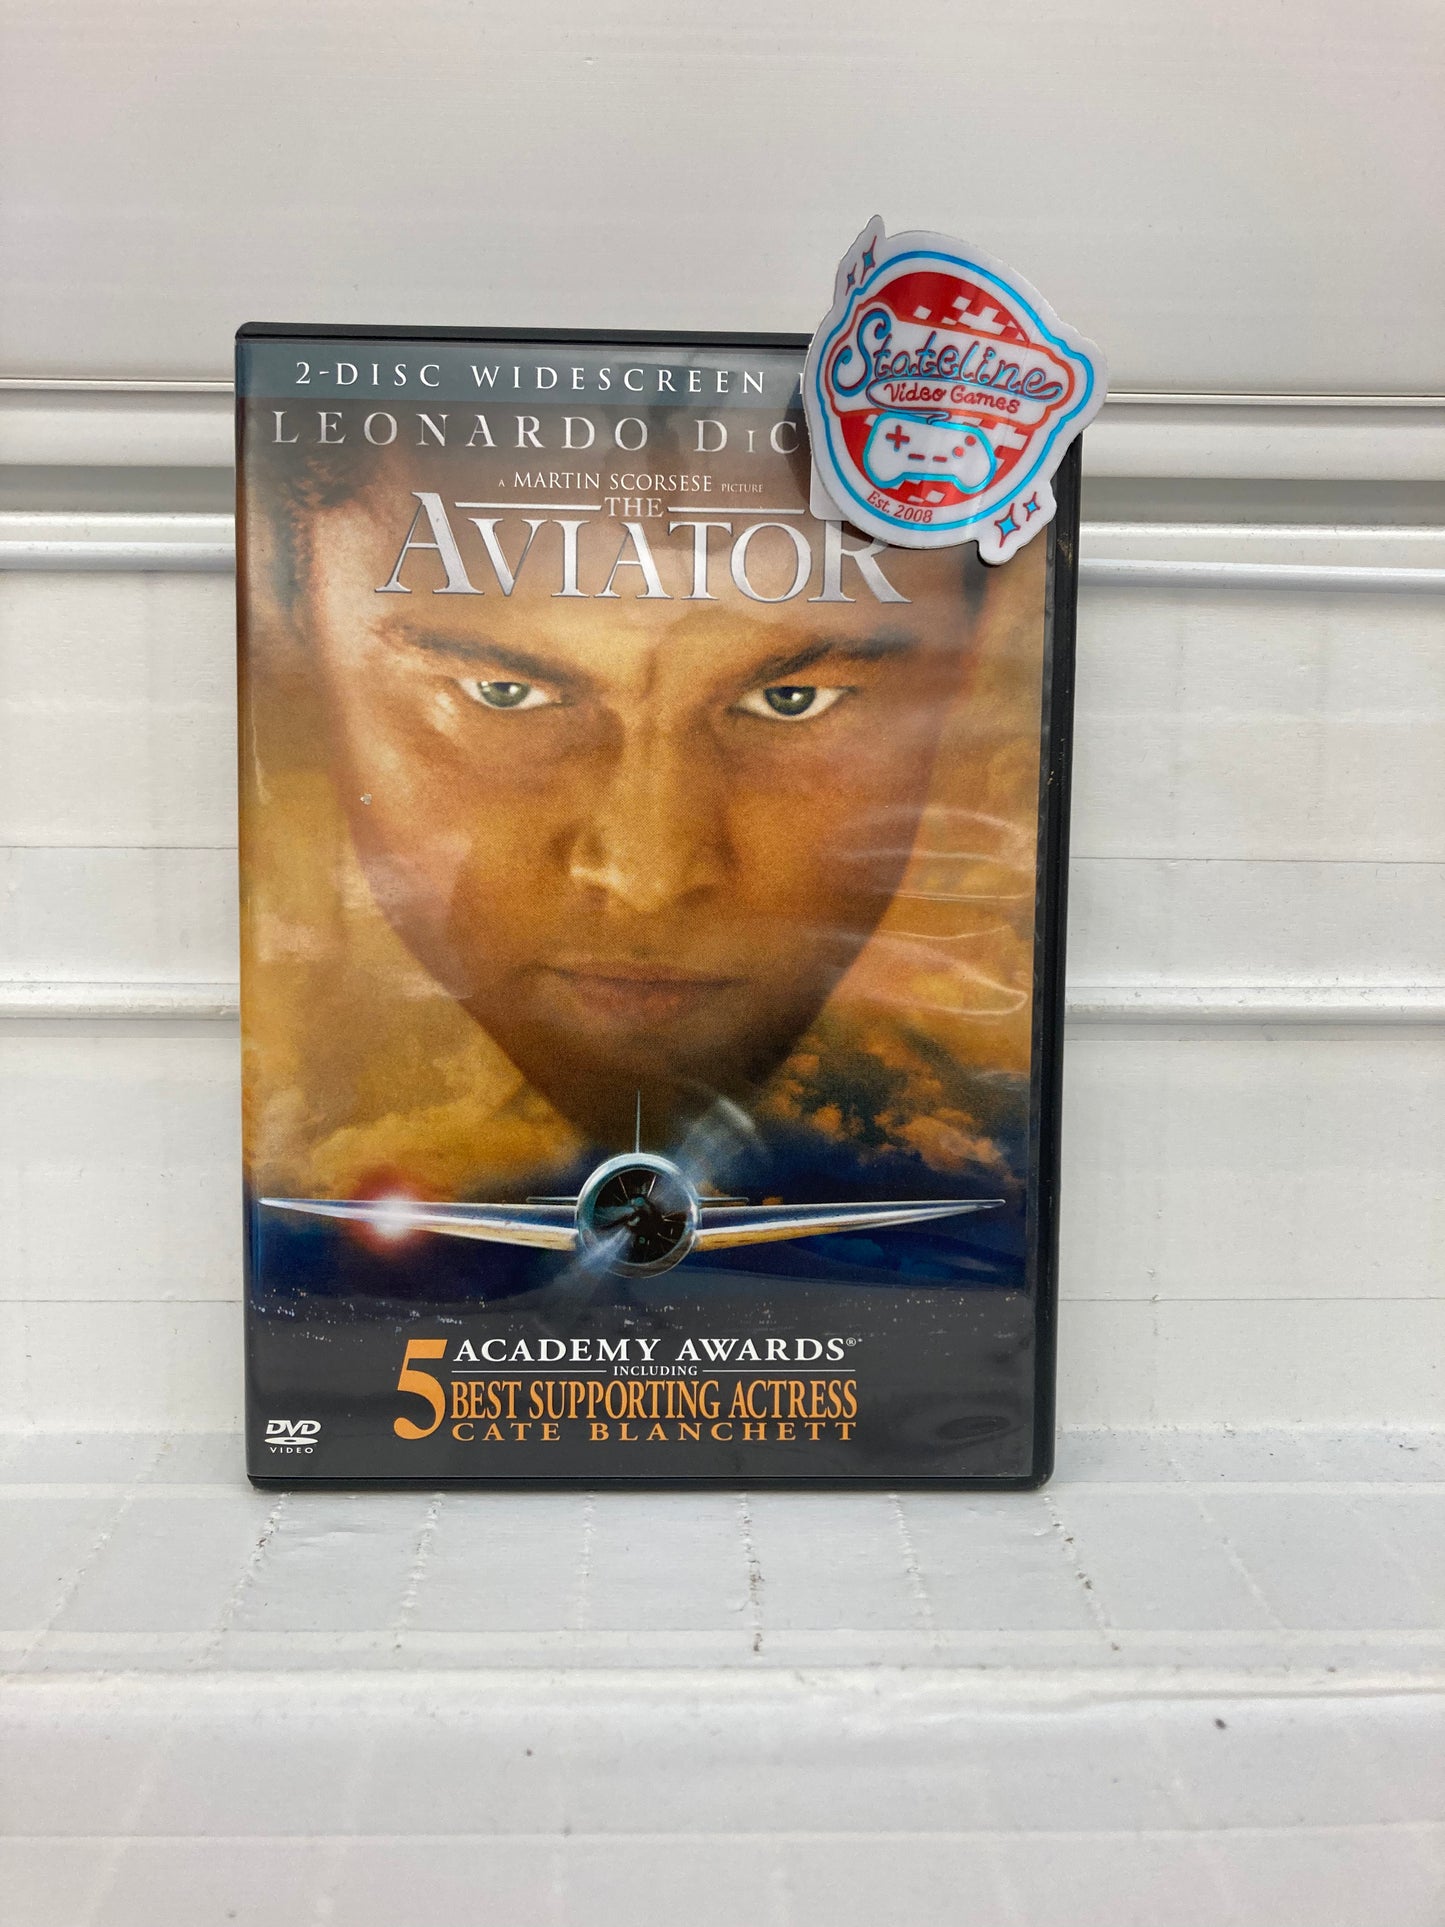 2-DISC WIDESCREEN
LEONARDO DIC
A MARTIN SCORSESE PICTURE
THE
AVIATOR
Stateline
Video Games
Est. 2008
5 ACADEMY AWARDS®
INCLUDING
BEST SUPPORTING ACTRESS
CATE BLANCHETT
DVD
VIDEO